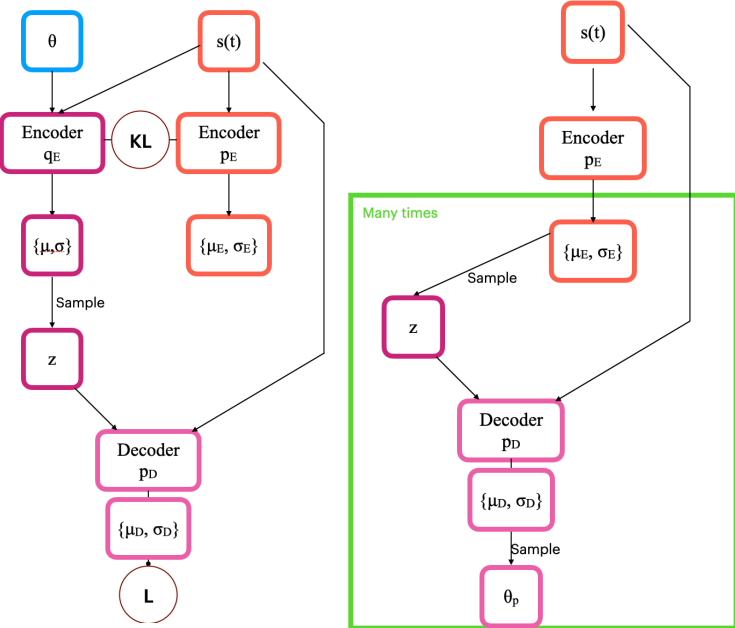 θ
s(t)
Encoder
qE
KL
Encoder
pE
{μ,σ}
{μE, σE}
Sample
z
Decoder
pD
{μD, σD}
L
s(t)
Encoder
pE
Many times
{μE, σE}
Sample
z
Decoder
pD
{μD, σD}
Sample
θp